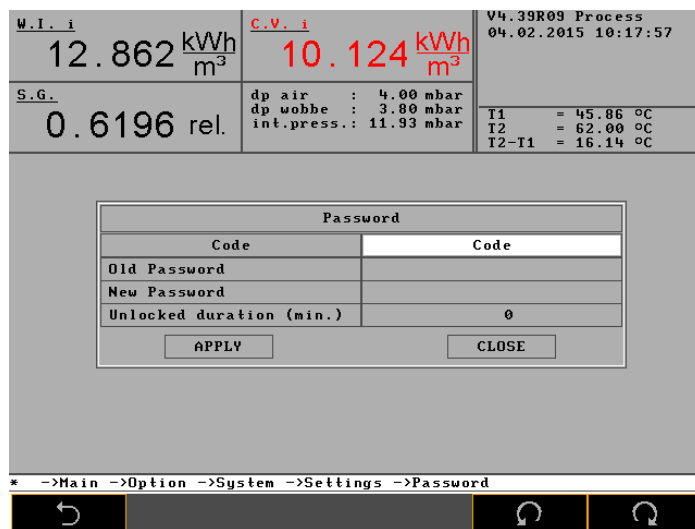 W.I. i
12.862 kWh/m³
C.V. i
10.124 kWh/m³
V4.39R09 Process
04.02.2015 10:17:57
S.G.
0.6196 rel.
dp air : 4.00 mbar
dp wobbe : 3.80 mbar
int.press.: 11.93 mbar
T1 = 45.86 °C
T2 = 62.00 °C
T2-T1 = 16.14 °C
Password
Code Code
Old Password
New Password
Unlocked duration (min.) 0
APPLY CLOSE
* ->Main ->Option ->System ->Settings ->Password